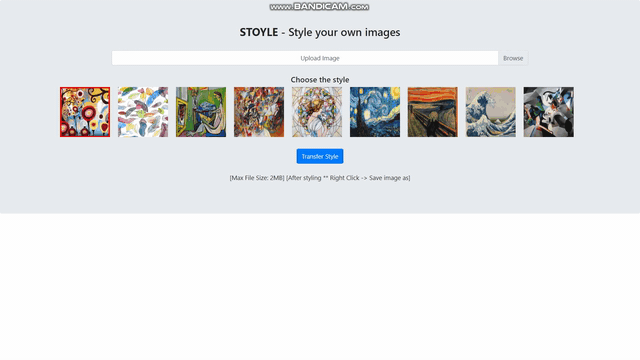 www.BANDICAM.com
STOYLE - Style your own images
Upload Image Browse
Choose the style
Transfer Style
[Max File Size: 2MB] [After styling ** Right Click -> Save image as]